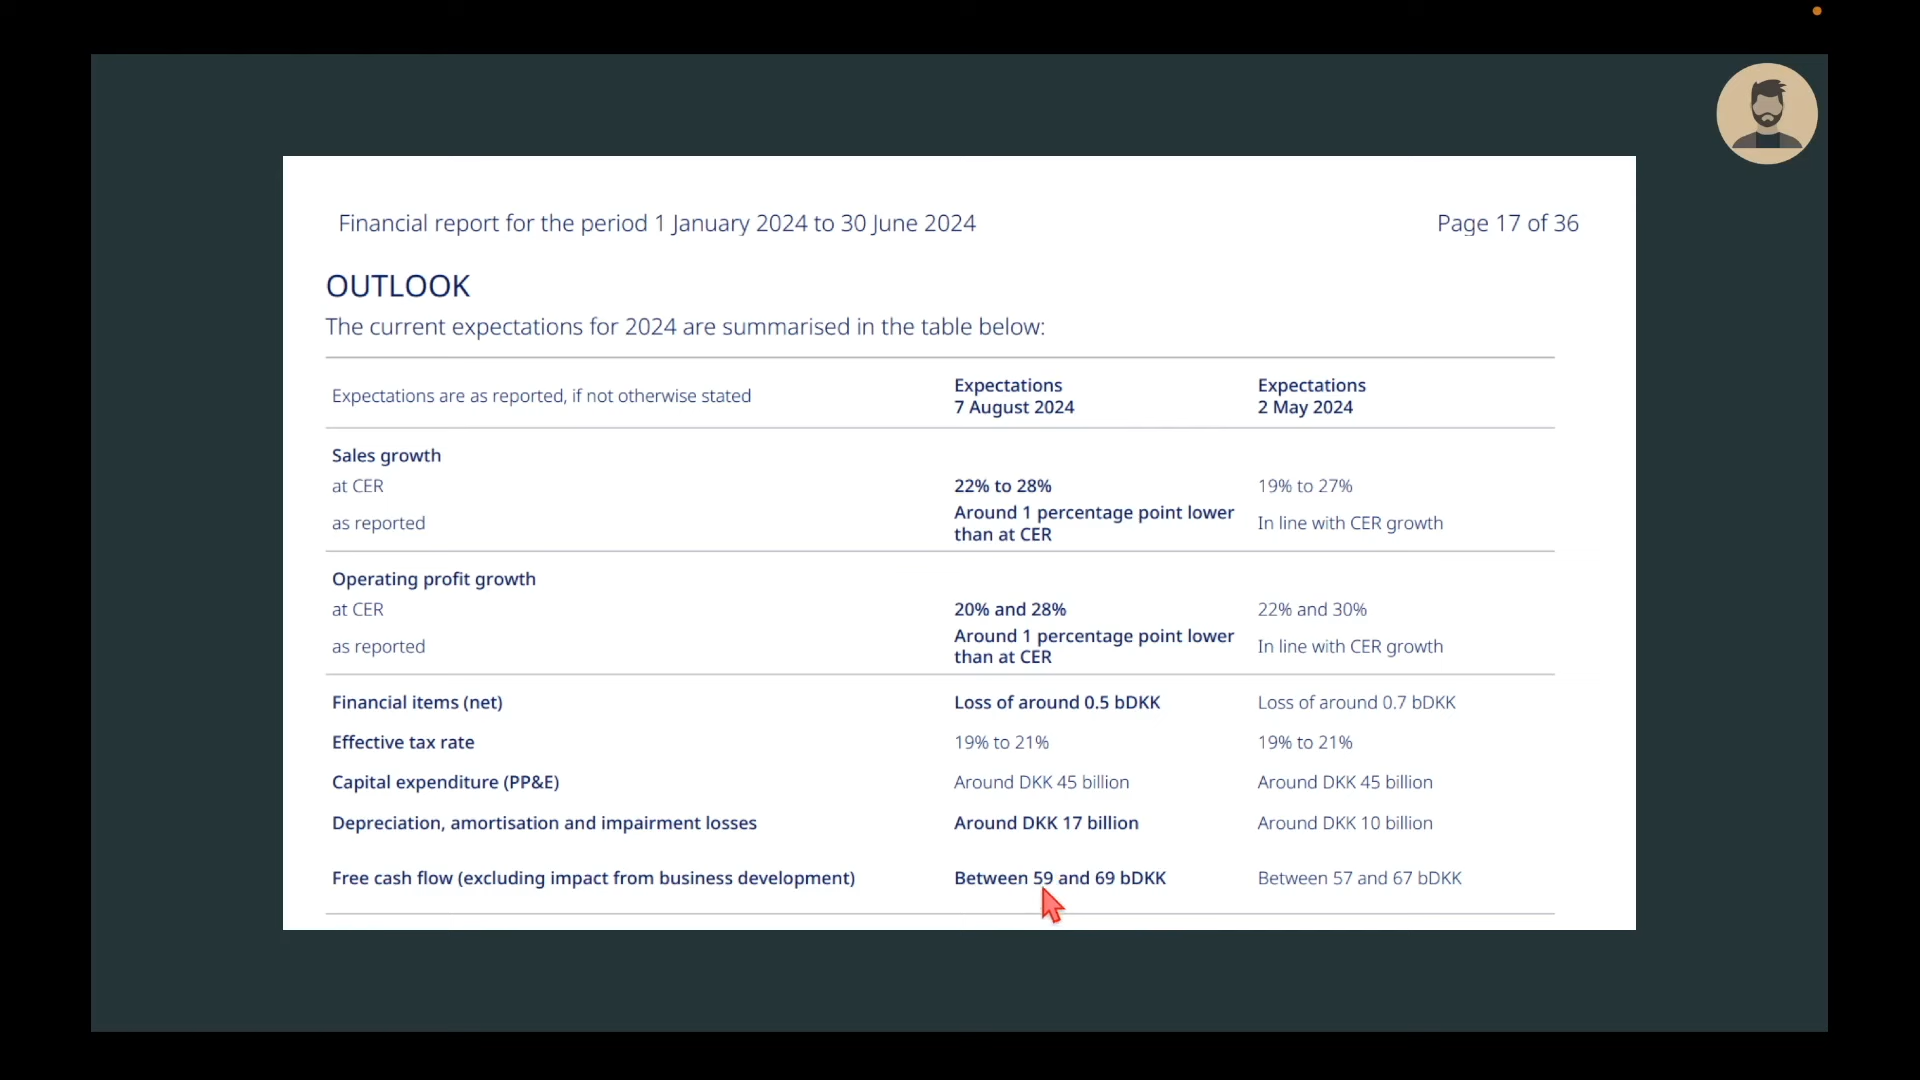 Financial report for the period 1 January 2024 to 30 June 2024 Page 17 of 36
OUTLOOK
The current expectations for 2024 are summarised in the table below:
Expectations are as reported, if not otherwise stated
Expectations
7 August 2024
Expectations
2 May 2024
Sales growth
at CER 22% to 28% 19% to 27%
as reported
Around 1 percentage point lower
than at CER
In line with CER growth
Operating profit growth
at CER 20% and 28% 22% and 30%
as reported
Around 1 percentage point lower
than at CER
In line with CER growth
Financial items (net) Loss of around 0.5 bDKK Loss of around 0.7 bDKK
Effective tax rate 19% to 21% 19% to 21%
Capital expenditure (PP&E) Around DKK 45 billion Around DKK 45 billion
Depreciation, amortisation and impairment losses Around DKK 17 billion Around DKK 10 billion
Free cash flow (excluding impact from business development) Between 59 and 69 bDKK Between 57 and 67 bDKK